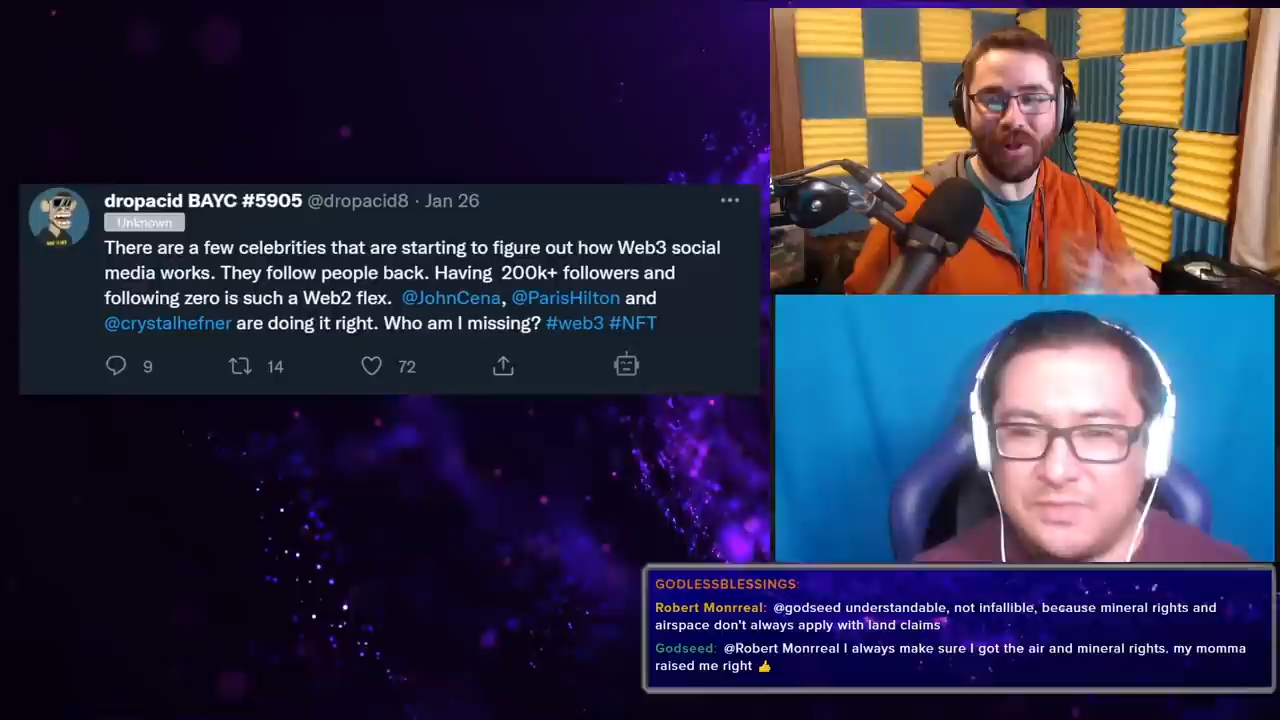 dropacid BAYC #5905 @dropacid8 · Jan 26
Unknown
There are a few celebrities that are starting to figure out how Web3 social
media works. They follow people back. Having 200k+ followers and
following zero is such a Web2 flex. @JohnCena, @ParisHilton and
@crystalhefner are doing it right. Who am I missing? #web3 #NFT
9 14 72
GODLESSBLESSINGS:
Robert Monrreal: @godseed understandable, not infallible, because mineral rights and
airspace don't always apply with land claims
Godseed: @Robert Monrreal I always make sure I got the air and mineral rights. my momma
raised me right 👍